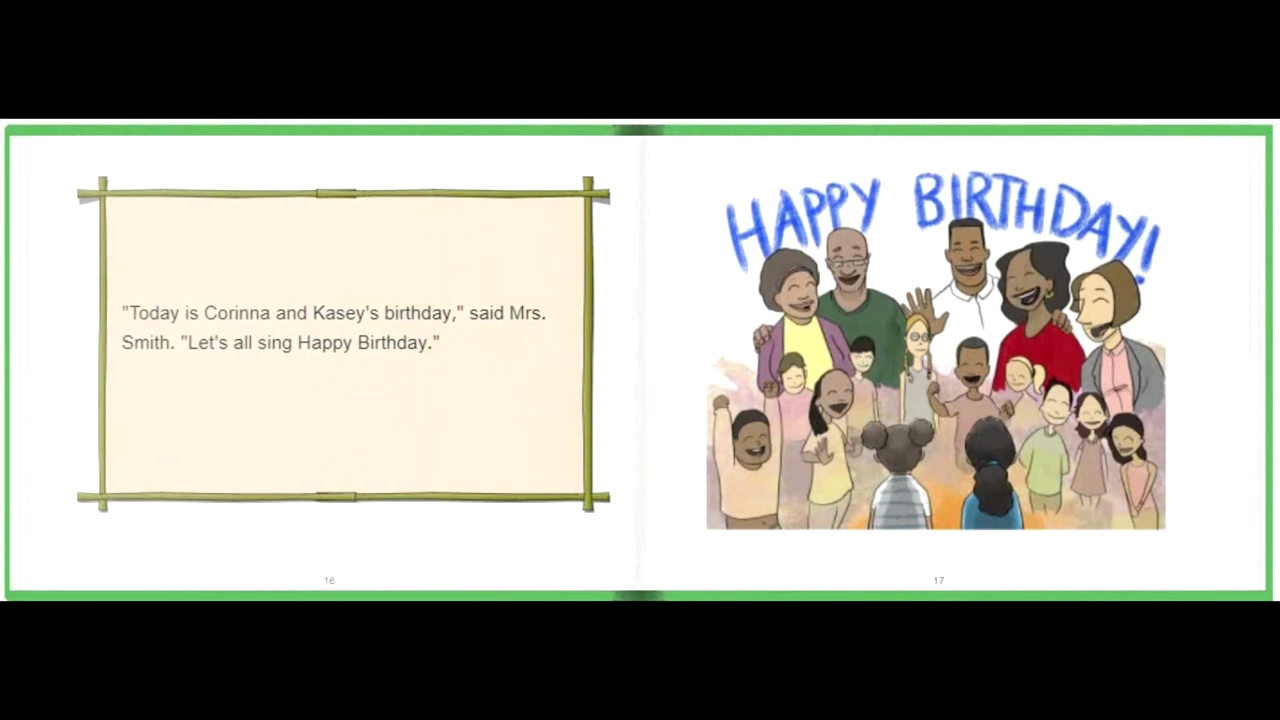 "Today is Corinna and Kasey's birthday," said Mrs.
Smith. "Let's all sing Happy Birthday."
16
HAPPY BIRTHDAY!
17